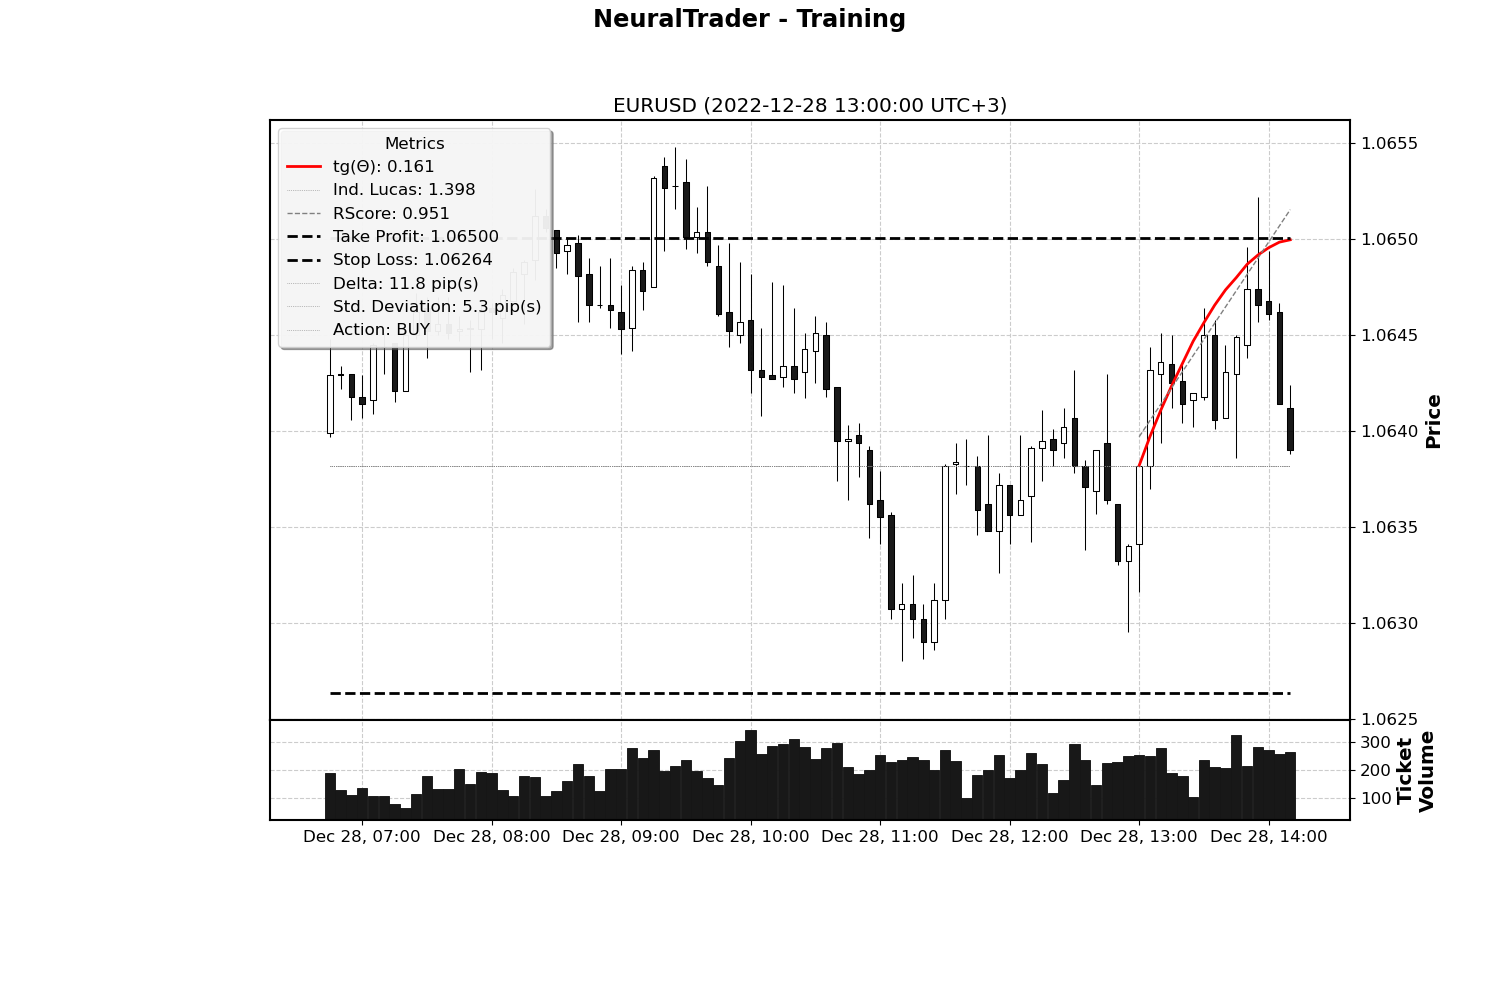 NeuralTrader - Training
EURUSD (2022-12-28 13:00:00 UTC+3)
Metrics
tg(Θ): 0.161
Ind. Lucas: 1.398
RScore: 0.951
Take Profit: 1.06500
Stop Loss: 1.06264
Delta: 11.8 pip(s)
Std. Deviation: 5.3 pip(s)
Action: BUY
1.0655
1.0650
1.0645
1.0640
1.0635
1.0630
1.0625
Price
300
200
100
Ticket
Volume
Dec 28, 07:00
Dec 28, 08:00
Dec 28, 09:00
Dec 28, 10:00
Dec 28, 11:00
Dec 28, 12:00
Dec 28, 13:00
Dec 28, 14:00